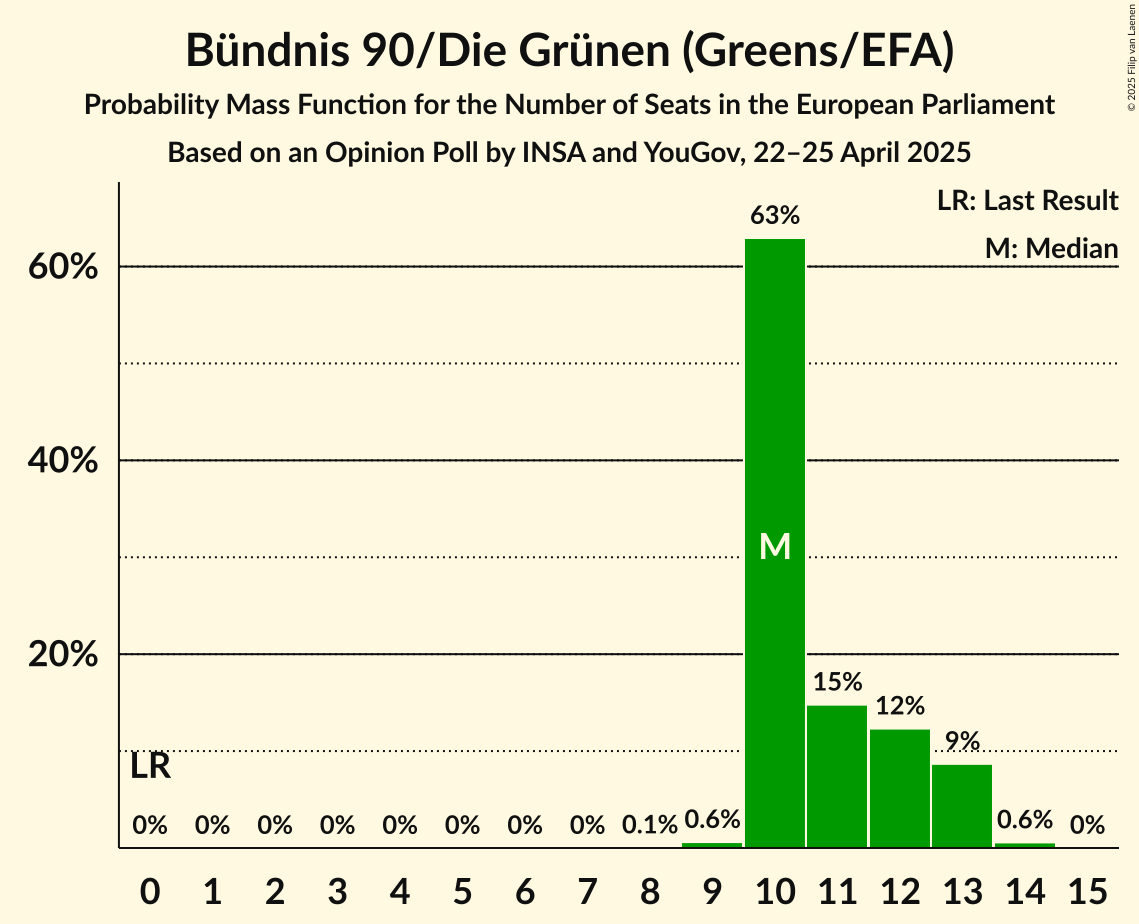 Bündnis 90/Die Grünen (Greens/EFA)
Probability Mass Function for the Number of Seats in the European Parliament
Based on an Opinion Poll by INSA and YouGov, 22–25 April 2025
© 2025 Filip van Laenen
LR: Last Result
M: Median
63%
60%
40%
M
20%
15%
12%
9%
LR
0% 0% 0% 0% 0% 0% 0% 0% 0.1% 0.6% 0.6% 0%
0 1 2 3 4 5 6 7 8 9 10 11 12 13 14 15